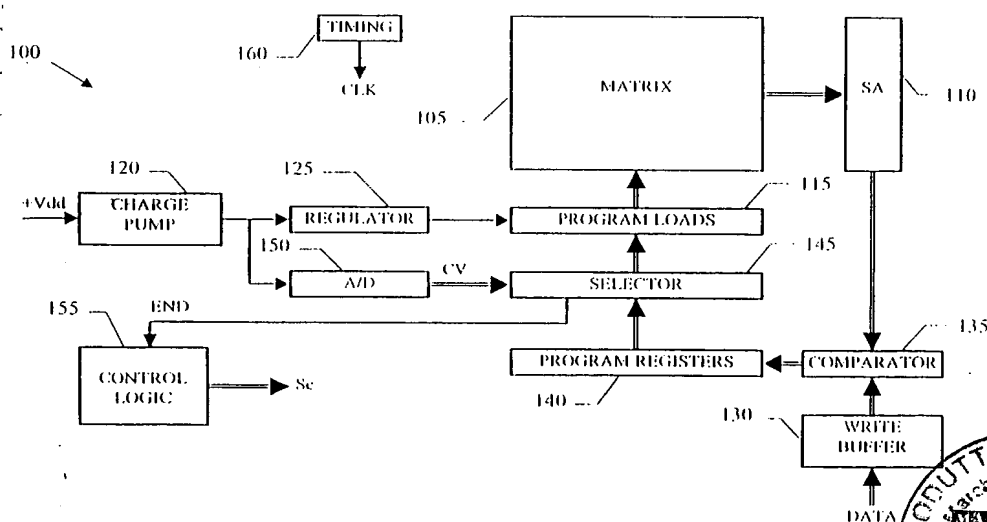 TIMING
100
160
CLK
MATRIX
SA
110
105
120
125
115
+Vdd
CHARGE
PUMP
REGULATOR
PROGRAM LOADS
150
145
A/D
CV
SELECTOR
END
155
135
CONTROL
LOGIC
Sc
PROGRAM REGISTERS
COMPARATOR
140
130
WRITE
BUFFER
DATA